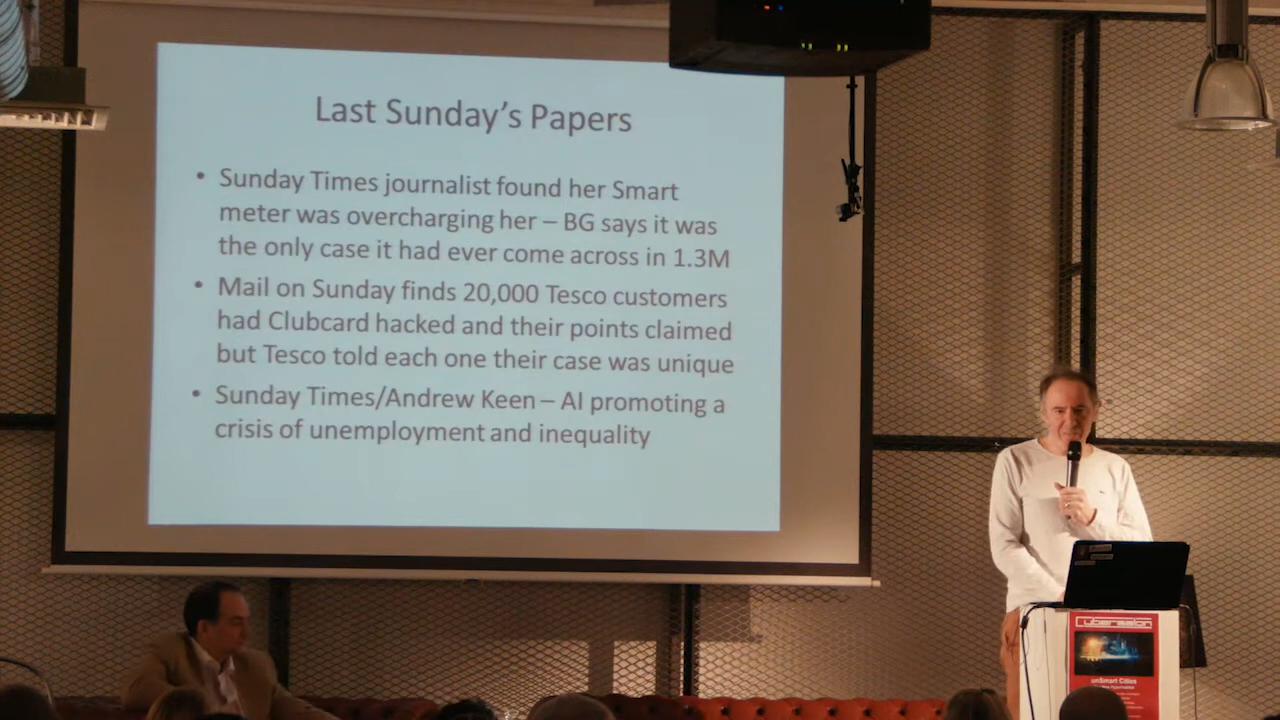 Last Sunday's Papers
• Sunday Times journalist found her Smart
meter was overcharging her – BG says it was
the only case it had ever come across in 1.3M
• Mail on Sunday finds 20,000 Tesco customers
had Clubcard hacked and their points claimed
but Tesco told each one their case was unique
• Sunday Times/Andrew Keen – AI promoting a
crisis of unemployment and inequality
cybersalon
unSmart Cities